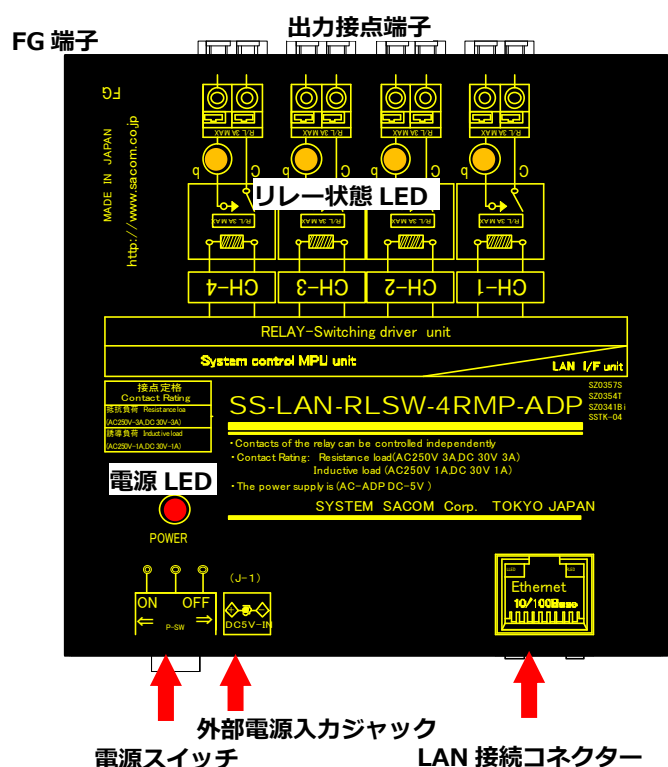 出力接点端子
FG 端子
FG
MADE IN JAPAN
http://www.sacom.co.jp
R/L 3A MAX
R/L 3A MAX
R/L 3A MAX
R/L 3A MAX
b C
b C
b C
b C
リレー状態 LED
R/L 3A MAX
R/L 3A MAX
R/L 3A MAX
R/L 3A MAX
CH-4
CH-3
CH-2
CH-1
RELAY-Switching driver unit
System control MPU unit
LAN I/F unit
接点定格
Contact Rating
抵抗負荷 Resistance loa
(AC250V-3A,DC 30V-3A)
誘導負荷 Inductive load
(AC250V-1A,DC 30V-1A)
SS-LAN-RLSW-4RMP-ADP
SZ0357S
SZ0354T
SZ0341Bi
SSTK-04
・Contacts of the relay can be controlled independently
・Contact Rating: Resistance load(AC250V 3A,DC 30V 3A)
Inductive load (AC250V 1A,DC 30V 1A)
・The power supply is (AC-ADP DC-5V )
SYSTEM SACOM Corp. TOKYO JAPAN
電源 LED
POWER
ON OFF
⇐ P-SW ⇒
(J-1)
DC5V-IN
Ethernet
10/100Base
外部電源入力ジャック
電源スイッチ
LAN 接続コネクター